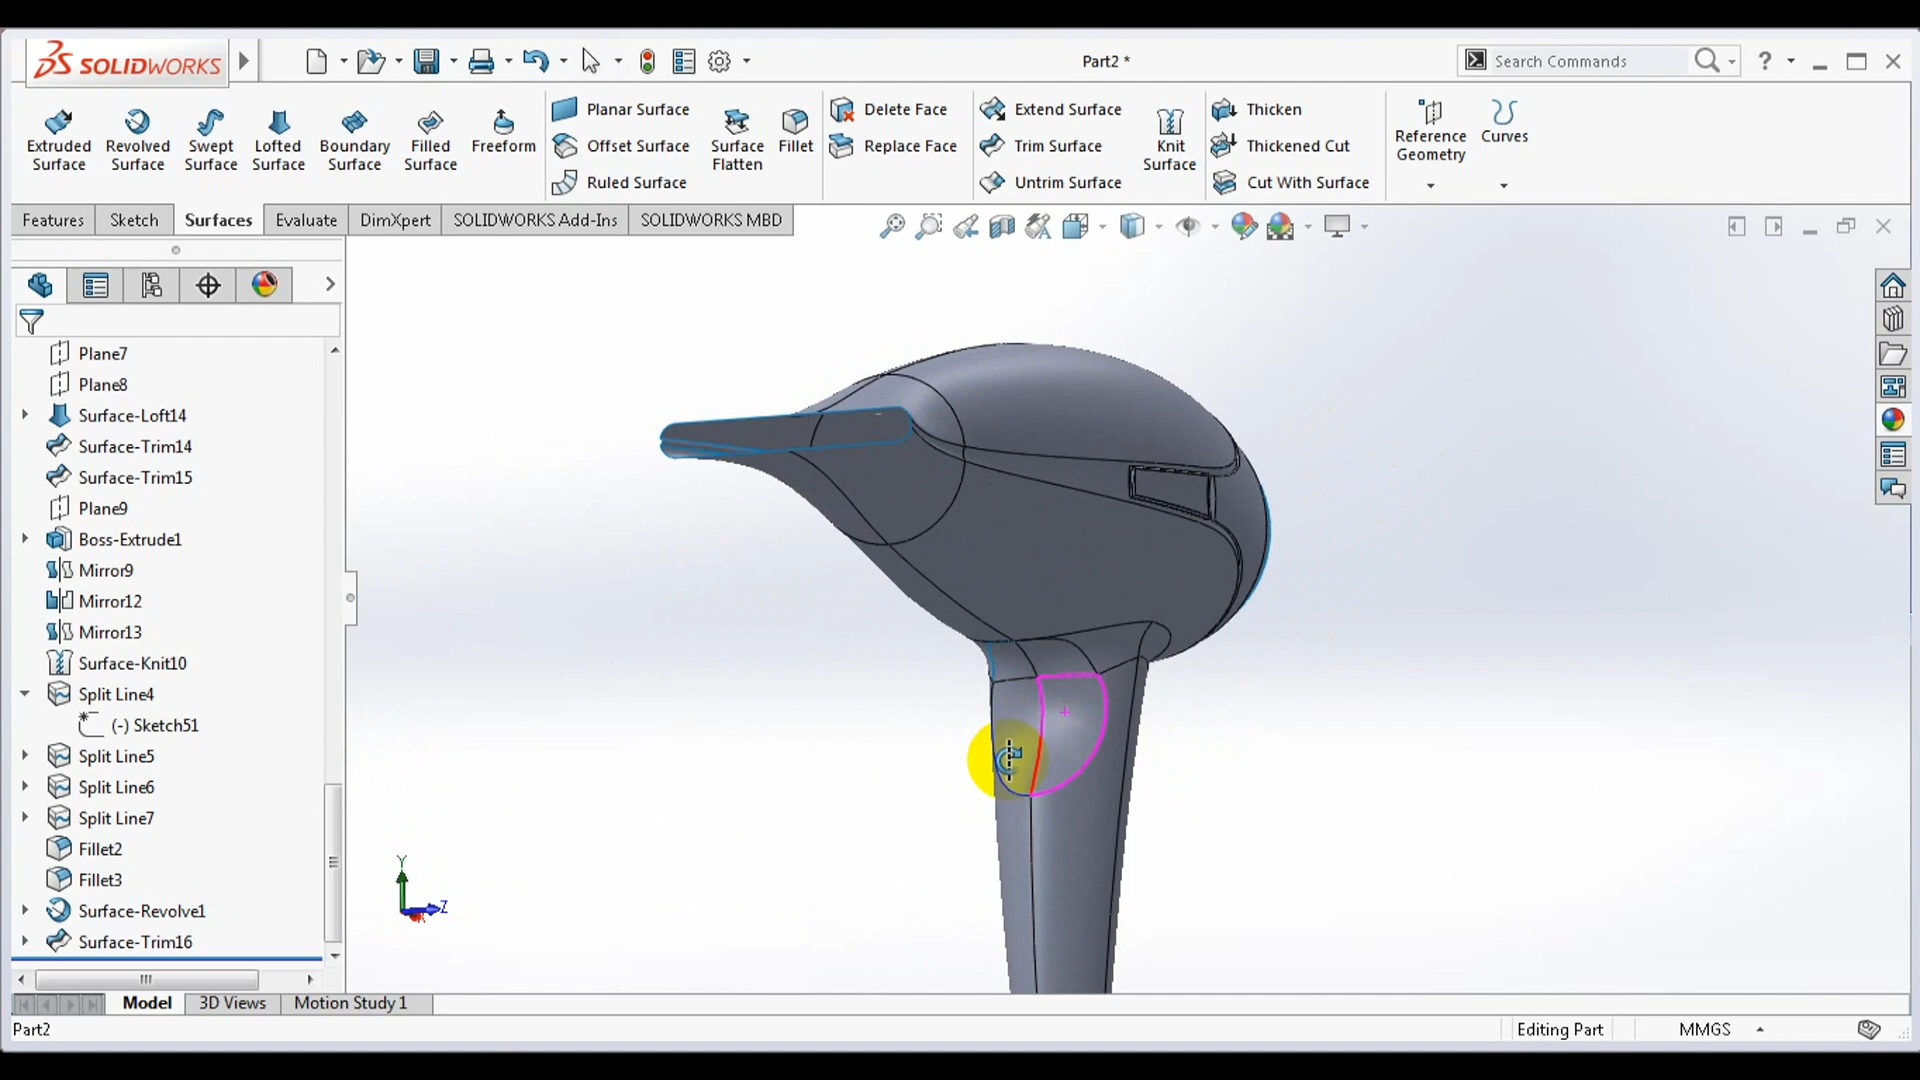 SOLIDWORKS
Part2 *
Search Commands
?
Extruded Surface
Revolved Surface
Swept Surface
Lofted Surface
Boundary Surface
Filled Surface
Freeform
Planar Surface
Offset Surface
Ruled Surface
Surface Flatten
Fillet
Delete Face
Replace Face
Extend Surface
Trim Surface
Untrim Surface
Knit Surface
Thicken
Thickened Cut
Cut With Surface
Reference Geometry
Curves
Features
Sketch
Surfaces
Evaluate
DimXpert
SOLIDWORKS Add-Ins
SOLIDWORKS MBD
Plane7
Plane8
Surface-Loft14
Surface-Trim14
Surface-Trim15
Plane9
Boss-Extrude1
Mirror9
Mirror12
Mirror13
Surface-Knit10
Split Line4
(-) Sketch51
Split Line5
Split Line6
Split Line7
Fillet2
Fillet3
Surface-Revolve1
Surface-Trim16
Y
Z
Model
3D Views
Motion Study 1
Part2
Editing Part
MMGS